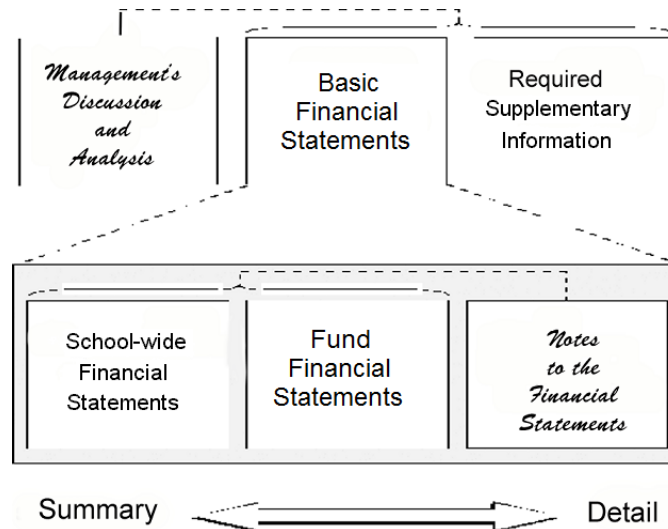 Management's
Discussion
and
Analysis
Basic
Financial
Statements
Required
Supplementary
Information
School-wide
Financial
Statements
Fund
Financial
Statements
Notes
to the
Financial
Statements
Summary
Detail